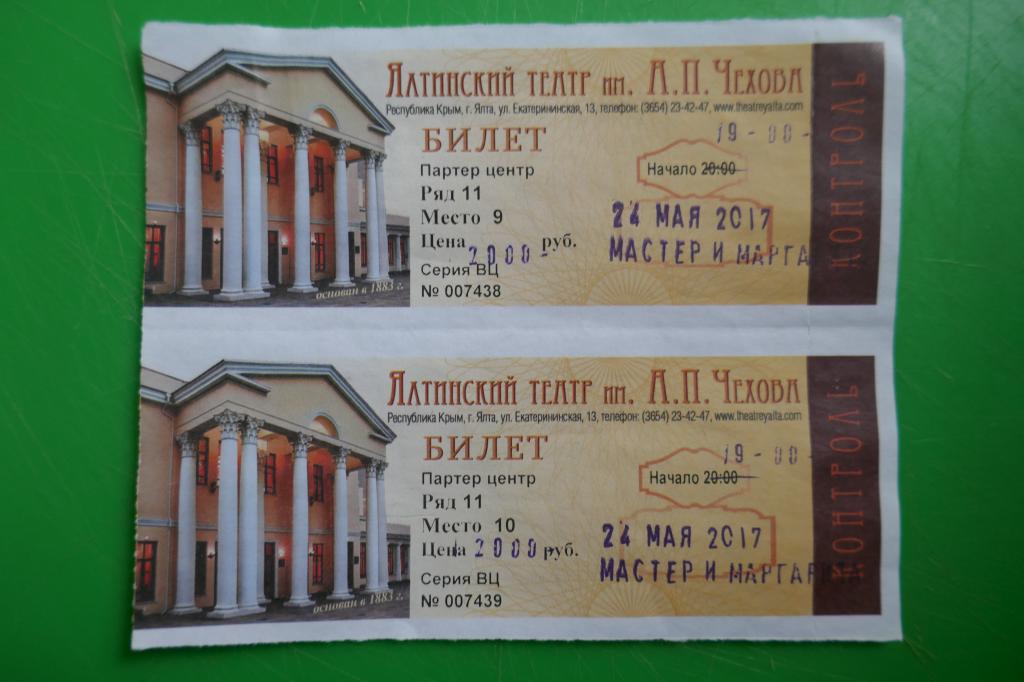 Ялтинский театр им. А.П. Чехова
Республика Крым, г. Ялта, ул. Екатерининская, 13, телефон: (3654) 23-42-47, www.theatreyalta.com
БИЛЕТ
19-00-
Партер центр
Начало 20:00
Ряд 11
Место 9
24 МАЯ 2017
Цена 2000- руб.
МАСТЕР И МАРГА
Серия ВЦ
№ 007438
основан в 1883 г.
КОНТРОЛЬ
Ялтинский театр им. А.П. Чехова
Республика Крым, г. Ялта, ул. Екатерининская, 13, телефон: (3654) 23-42-47, www.theatreyalta.com
БИЛЕТ
19-00-
Партер центр
Начало 20:00
Ряд 11
Место 10
24 МАЯ 2017
Цена 2000- руб.
МАСТЕР И МАРГАРИ
Серия ВЦ
№ 007439
основан в 1883 г.
КОНТРОЛЬ